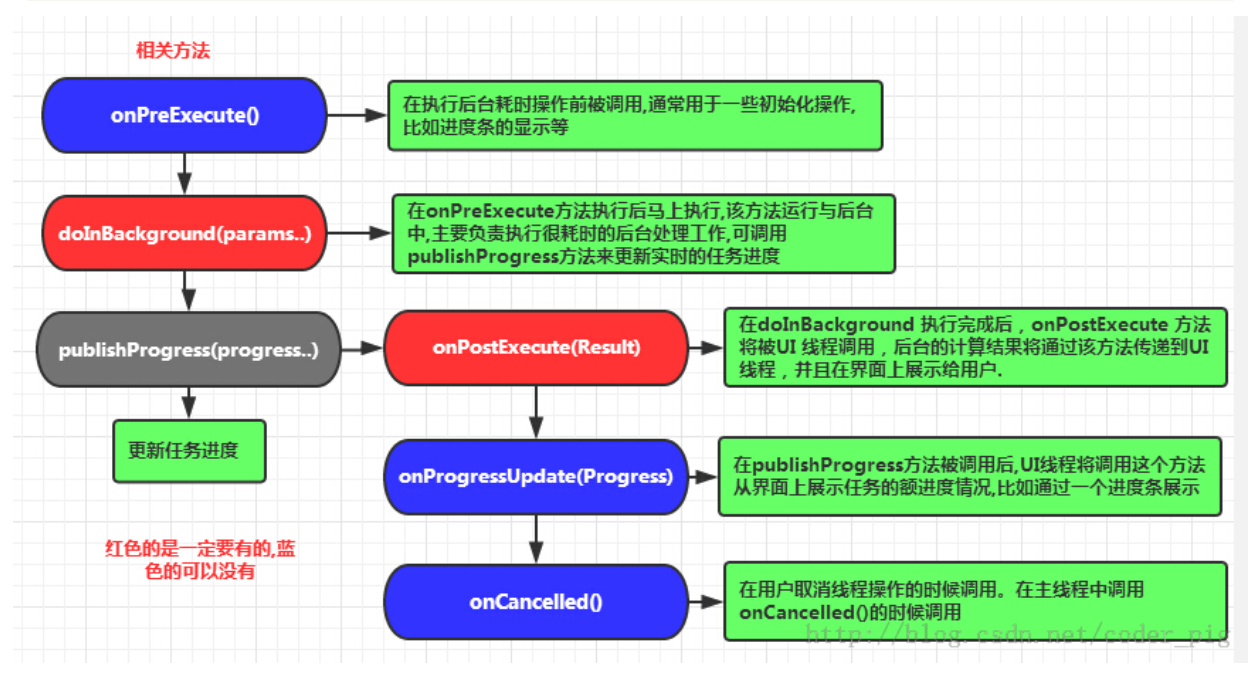 相关方法
onPreExecute()
在执行后台耗时操作前被调用,通常用于一些初始化操作,
比如进度条的显示等
doInBackground(params..)
在onPreExecute方法执行后马上执行,该方法运行与后台
中,主要负责执行很耗时的后台处理工作,可调用
publishProgress方法来更新实时的任务进度
publishProgress(progress..)
onPostExecute(Result)
在doInBackground 执行完成后，onPostExecute 方法
将被UI 线程调用，后台的计算结果将通过该方法传递到UI
线程，并且在界面上展示给用户.
更新任务进度
onProgressUpdate(Progress)
在publishProgress方法被调用后,UI线程将调用这个方法
从界面上展示任务的额进度情况,比如通过一个进度条展示
红色的是一定要有的,蓝
色的可以没有
onCancelled()
在用户取消线程操作的时候调用。在主线程中调用
onCancelled()的时候调用
http://blog.csdn.net/coder_pig